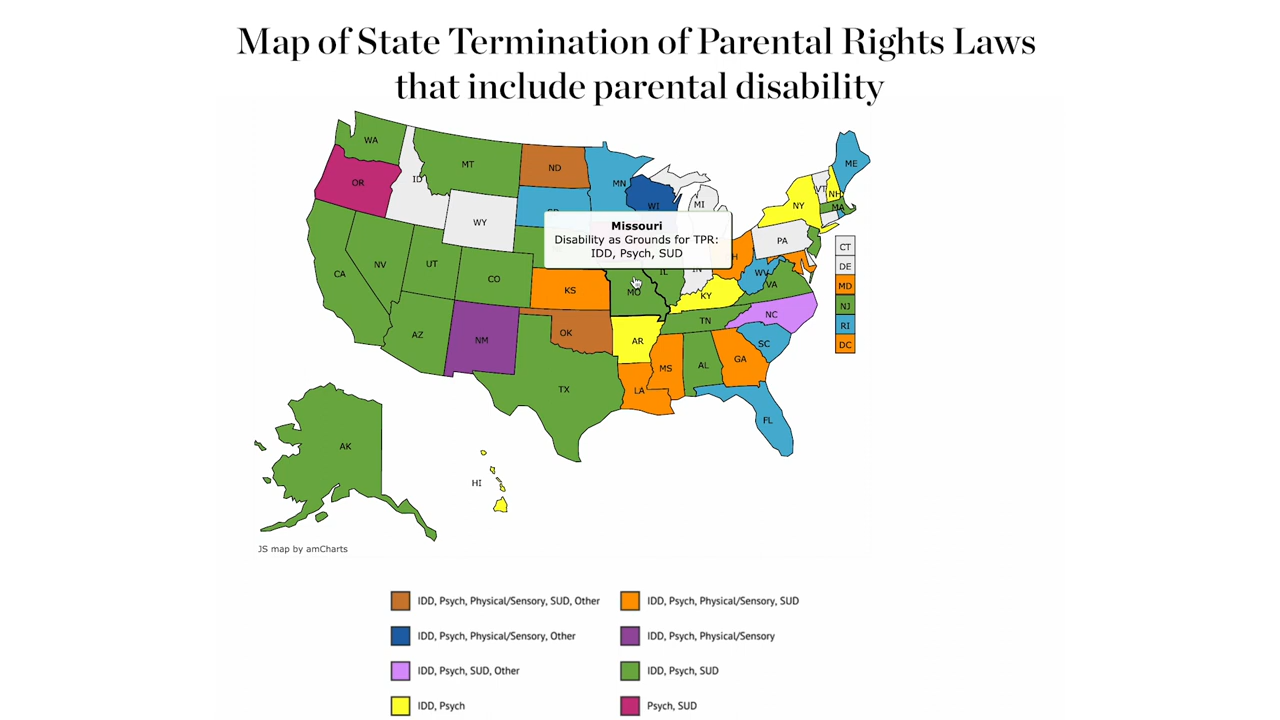 Map of State Termination of Parental Rights Laws
that include parental disability
WA
MT
ND
MN
ME
OR
ID
WI
MI
VT
NH
NY
MA
WY
Missouri
Disability as Grounds for TPR:
IDD, Psych, SUD
PA
CT
DE
MD
NJ
RI
DC
CA
NV
UT
CO
KS
MO
IL
KY
WV
VA
AZ
NM
OK
AR
TN
NC
SC
TX
LA
MS
AL
GA
FL
AK
HI
JS map by amCharts
IDD, Psych, Physical/Sensory, SUD, Other
IDD, Psych, Physical/Sensory, SUD
IDD, Psych, Physical/Sensory, Other
IDD, Psych, Physical/Sensory
IDD, Psych, SUD, Other
IDD, Psych, SUD
IDD, Psych
Psych, SUD